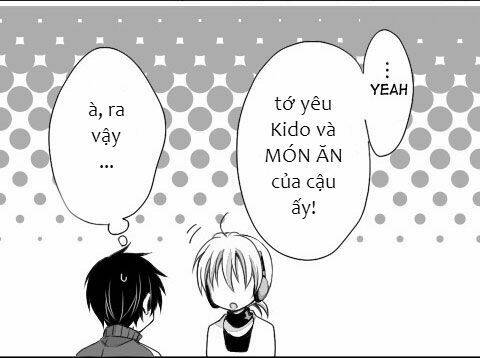 ⋮
YEAH
tớ yêu
Kido và
MÓN ĂN
của cậu
ấy!
à, ra
vậy
...